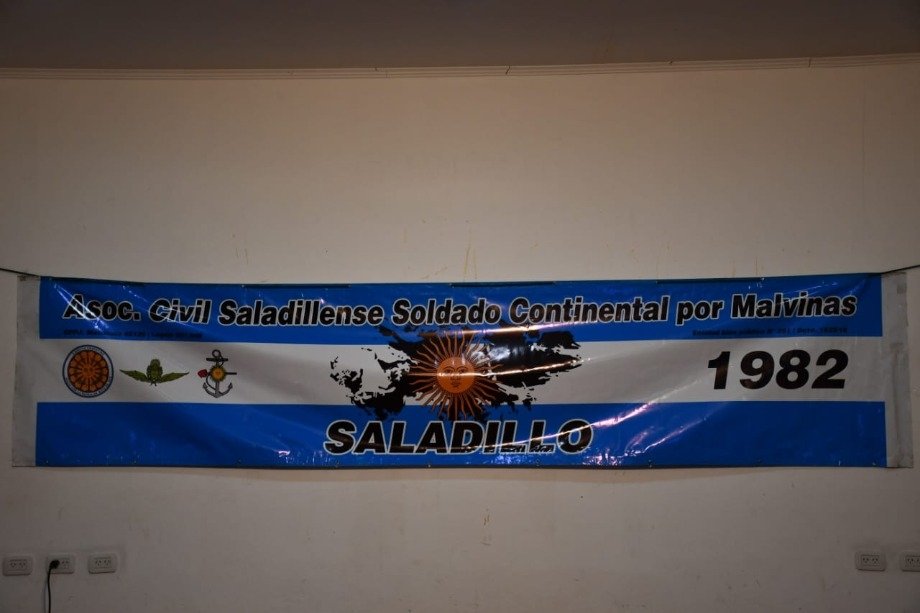 Asoc. Civil Saladillense Soldado Continental por Malvinas
1982
SALADILLO